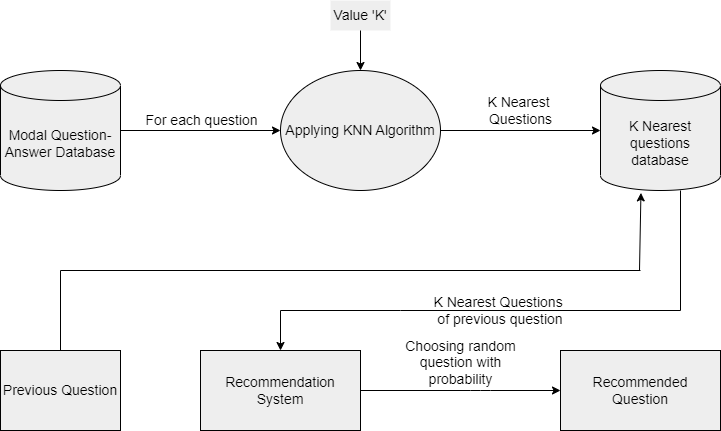 Value 'K'
Modal Question-
Answer Database
For each question
Applying KNN Algorithm
K Nearest
Questions
K Nearest
questions
database
K Nearest Questions
of previous question
Previous Question
Recommendation
System
Choosing random
question with
probability
Recommended
Question